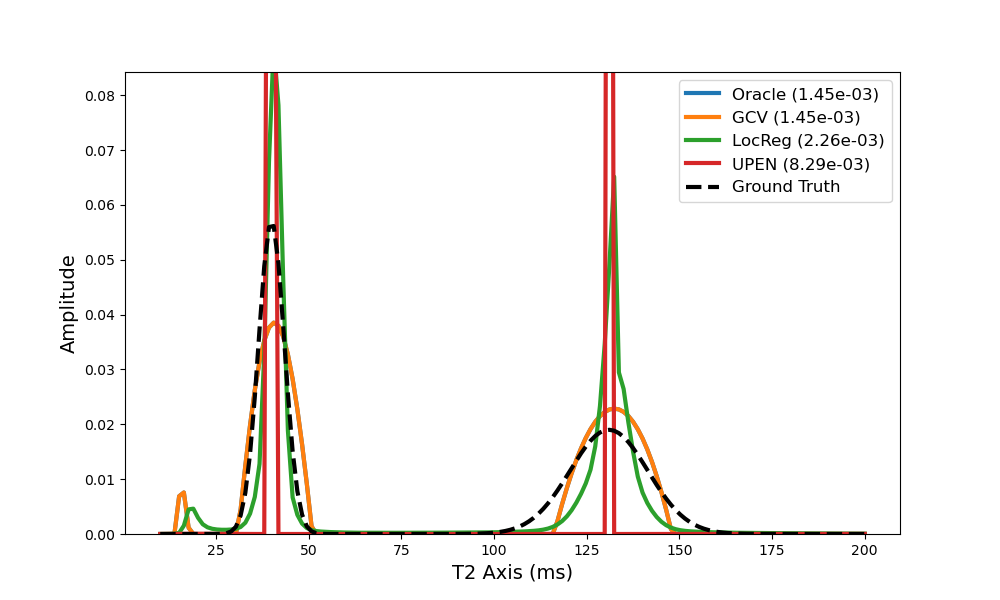 Oracle (1.45e-03)
GCV (1.45e-03)
LocReg (2.26e-03)
UPEN (8.29e-03)
Ground Truth
Amplitude
0.08
0.07
0.06
0.05
0.04
0.03
0.02
0.01
0.00
25 50 75 100 125 150 175 200
T2 Axis (ms)